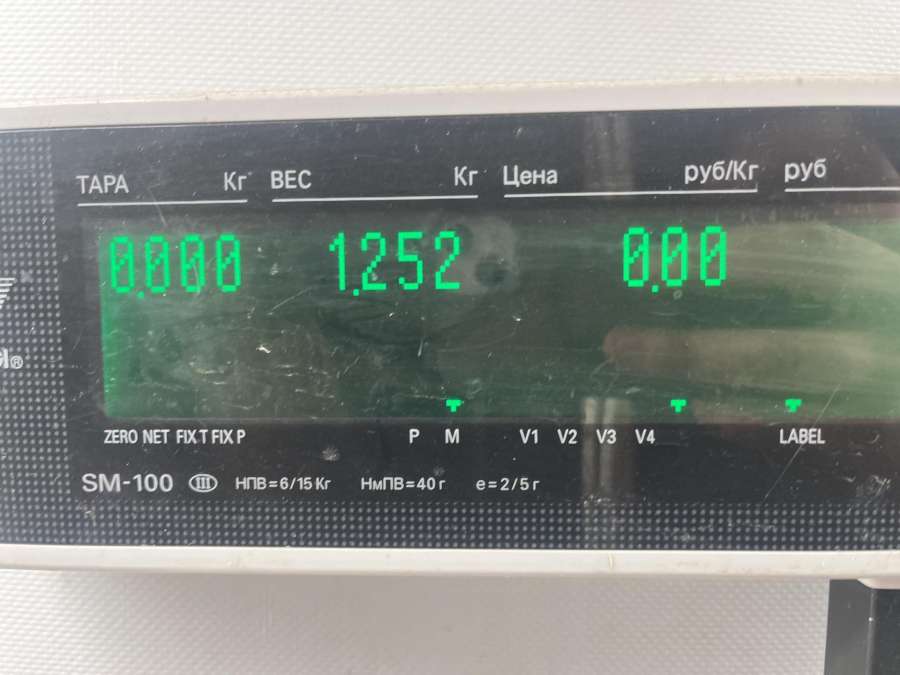 ТАРА Кг ВЕС Кг Цена руб/Кг руб
0.000 1.252 0.00
ZERO NET FIX T FIX P P M V1 V2 V3 V4 LABEL
SM-100 III НПВ=6/15 Кг НмПВ=40 г e=2/5 г